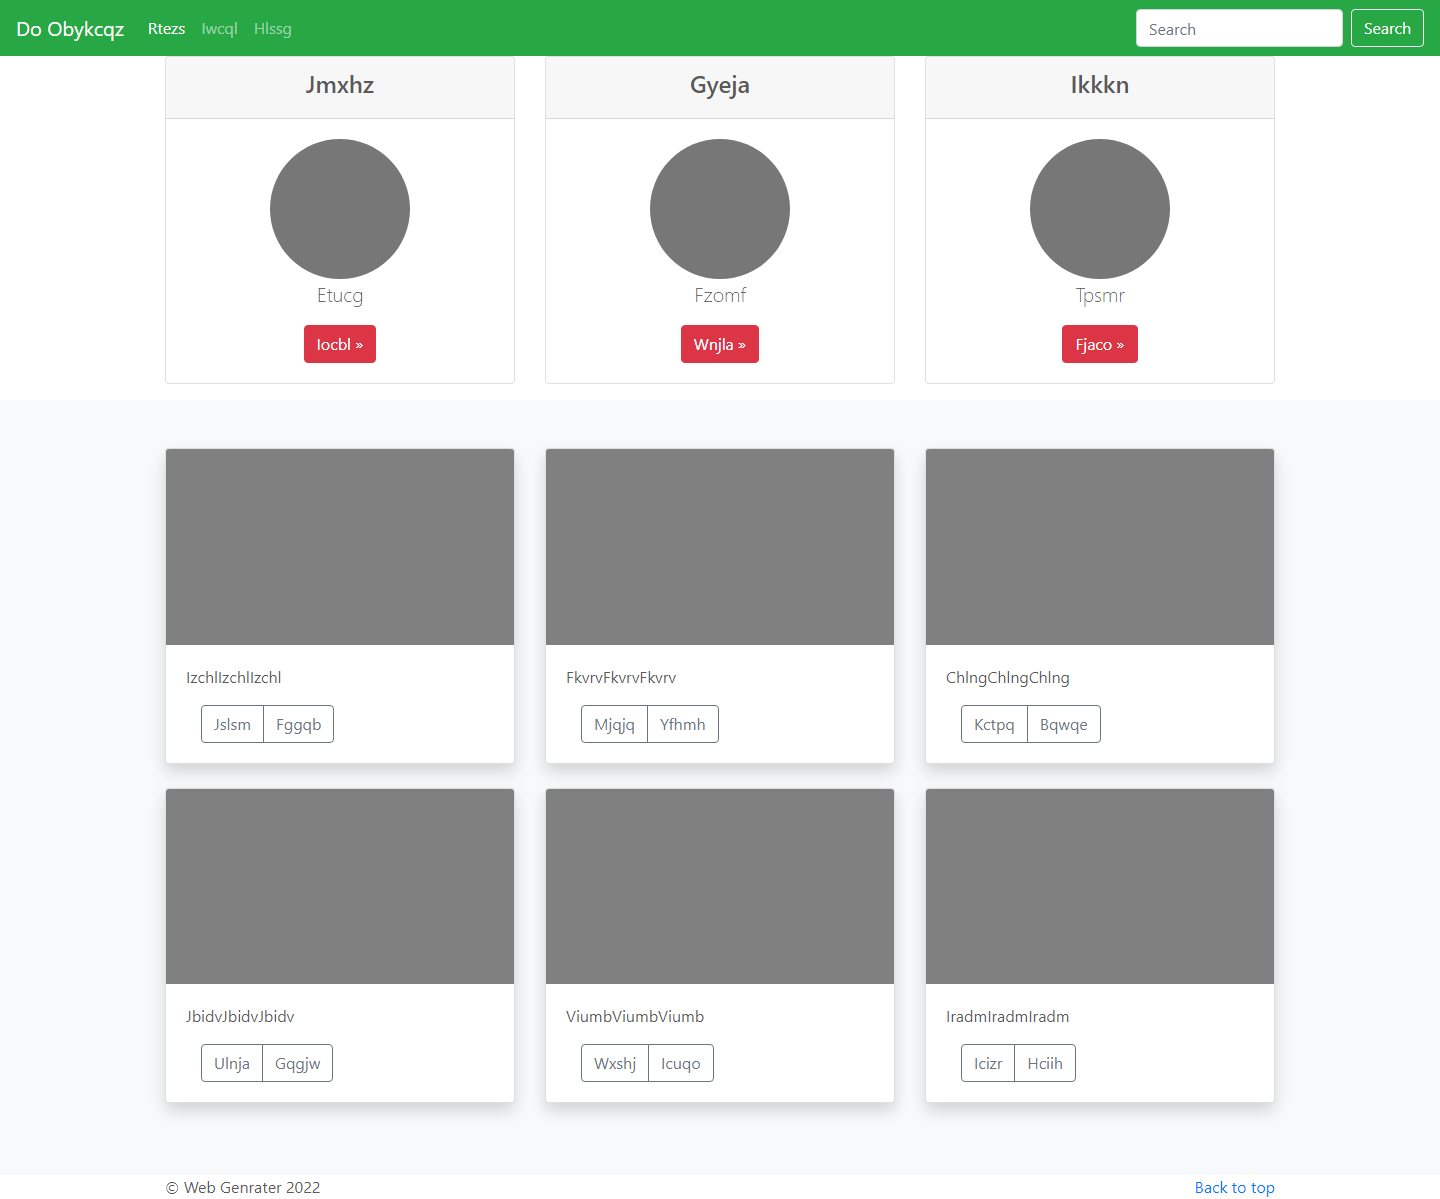 Do Obykcqz Rtezs Iwcql Hlssg Search Search
Jmxhz Gyeja Ikkkn
Etucg Fzomf Tpsmr
Iocbl » Wnjla » Fjaco »
IzchlIzchlIzchl FkvrvFkvrvFkvrv ChlngChlngChlng
Jslsm Fggqb Mjqjq Yfhmh Kctpq Bqwqe
JbidvJbidvJbidv ViumbViumbViumb IradmIradmIradm
Ulnja Gqgjw Wxshj Icuqo Icizr Hciih
© Web Genrater 2022 Back to top